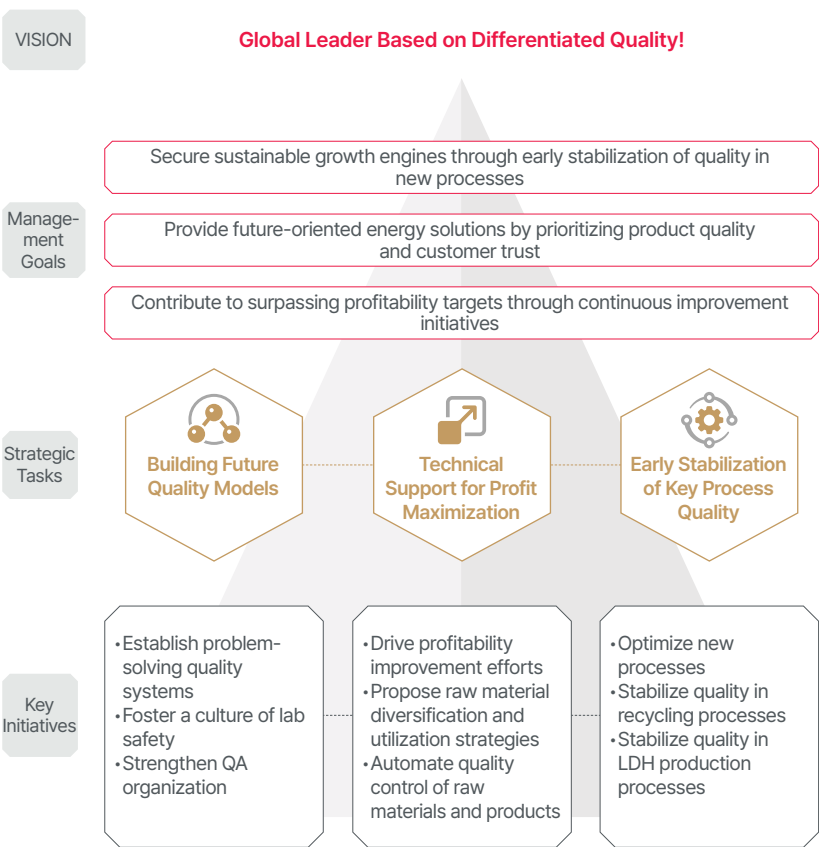 VISION
Global Leader Based on Differentiated Quality!
Secure sustainable growth engines through early stabilization of quality in
new processes
Manage-
ment
Goals
Provide future-oriented energy solutions by prioritizing product quality
and customer trust
Contribute to surpassing profitability targets through continuous improvement
initiatives
Strategic
Tasks
Building Future
Quality Models
Technical
Support for Profit
Maximization
Early Stabilization
of Key Process
Quality
Key
Initiatives
•Establish problem-
solving quality
systems
•Foster a culture of lab
safety
•Strengthen QA
organization
•Drive profitability
improvement efforts
•Propose raw material
diversification and
utilization strategies
•Automate quality
control of raw
materials and products
•Optimize new
processes
•Stabilize quality in
recycling processes
•Stabilize quality in
LDH production
processes